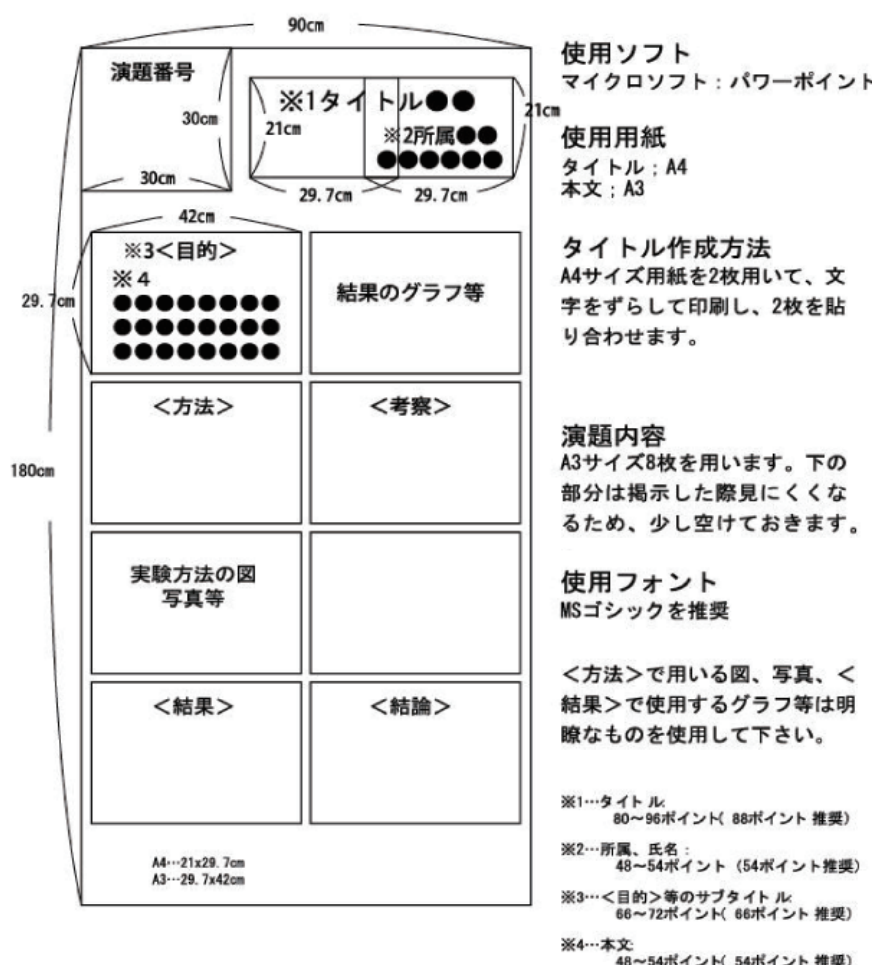 90cm
演題番号
30cm
30cm
※1タイトル●●
※2所属●●
●●●●●●
21cm
21cm
29.7cm
29.7cm
42cm
29.7cm
180cm
※3<目的>
※4
●●●●●●●●
●●●●●●●●
●●●●●●●●
結果のグラフ等
<方法>
<考察>
実験方法の図
写真等
<結果>
<結論>
A4…21x29.7cm
A3…29.7x42cm
使用ソフト
マイクロソフト:パワーポイント
使用用紙
タイトル;A4
本文;A3
タイトル作成方法
A4サイズ用紙を2枚用いて、文
字をずらして印刷し、2枚を貼
り合わせます。
演題内容
A3サイズ8枚を用います。下の
部分は掲示した際見にくくな
るため、少し空けておきます。
使用フォント
MSゴシックを推奨
<方法>で用いる図、写真、<
結果>で使用するグラフ等は明
瞭なものを使用して下さい。
※1…タイトル:
80~96ポイント( 88ポイント 推奨)
※2…所属、氏名:
48~54ポイント (54ポイント推奨)
※3…<目的>等のサブタイトル:
66~72ポイント( 66ポイント 推奨)
※4…本文:
48~54ポイント( 54ポイント 推奨)